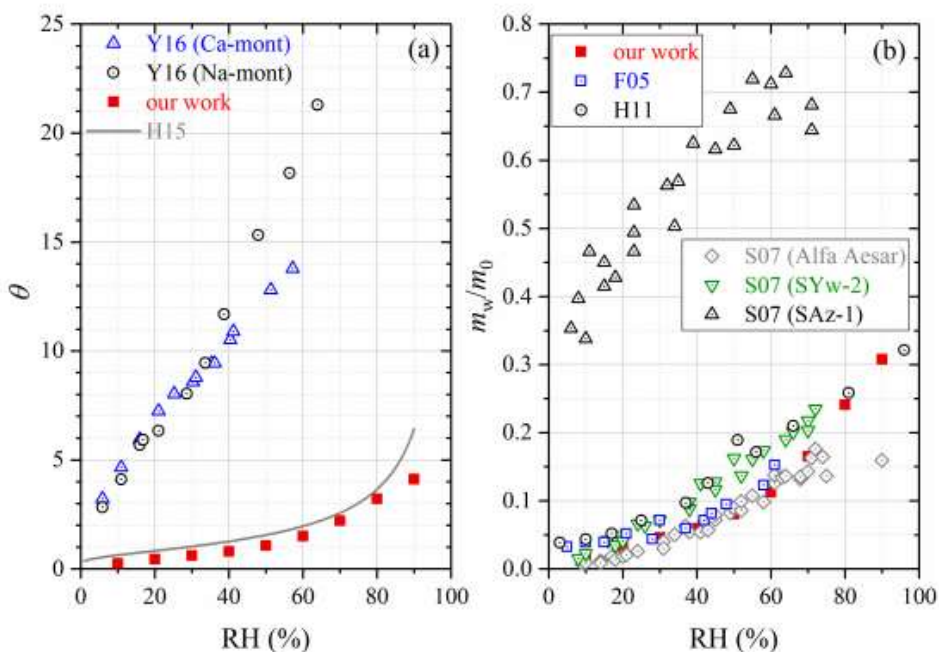 25
20
15
10
5
0
θ
0
20
40
60
80
100
RH (%)
(a)
Y16 (Ca-mont)
Y16 (Na-mont)
our work
H15
0.8
0.7
0.6
0.5
0.4
0.3
0.2
0.1
0.0
m_w/m_0
0
20
40
60
80
100
RH (%)
(b)
our work
F05
H11
S07 (Alfa Aesar)
S07 (SYw-2)
S07 (SAz-1)